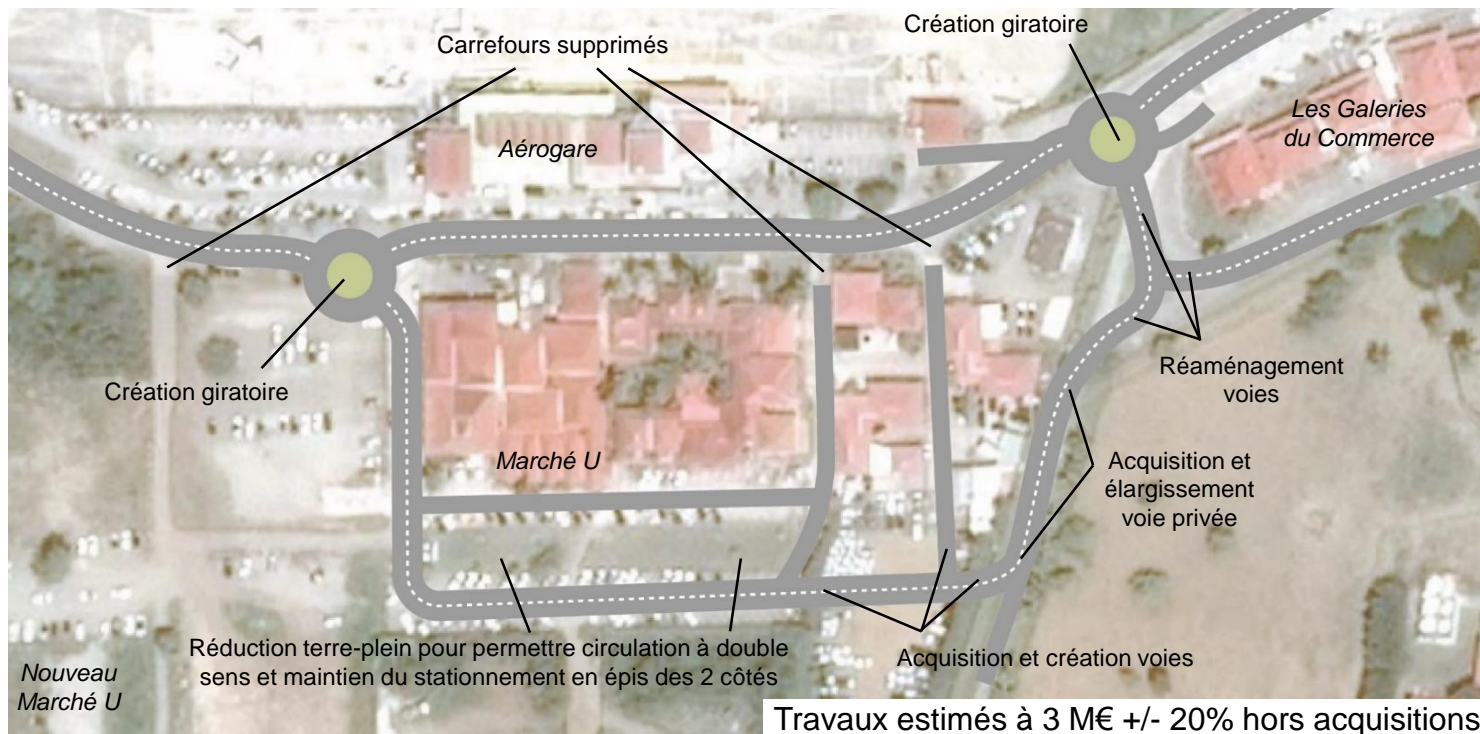 Création giratoire
Carrefours supprimés
Les Galeries
du Commerce
Aérogare
Création giratoire
Réaménagement
voies
Marché U
Acquisition et
élargissement
voie privée
Réduction terre-plein pour permettre circulation à double
sens et maintien du stationnement en épis des 2 côtés
Acquisition et création voies
Nouveau
Marché U
Travaux estimés à 3 M€ +/- 20% hors acquisitions